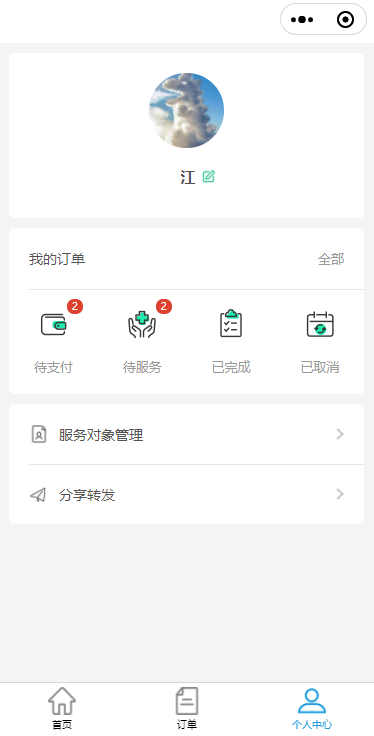 江
我的订单 全部
2 2
待支付 待服务 已完成 已取消
服务对象管理
分享转发
首页 订单 个人中心